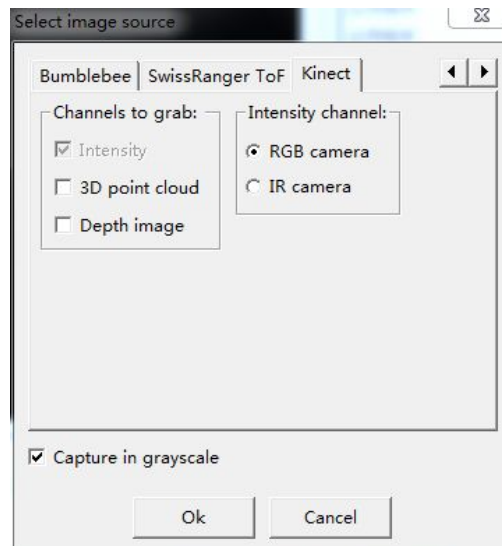 Select image source
Bumblebee SwissRanger ToF Kinect
Channels to grab:
Intensity
3D point cloud
Depth image
Intensity channel:
RGB camera
IR camera
Capture in grayscale
Ok Cancel